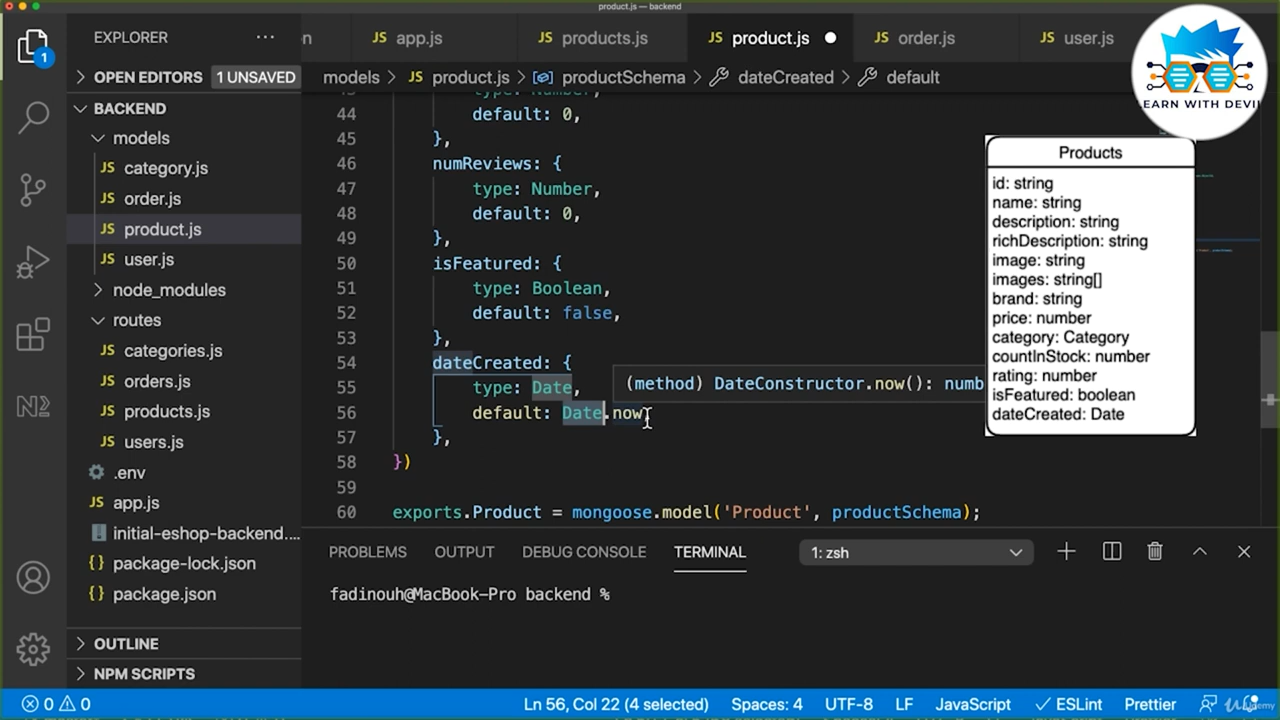 product.js — backend
EXPLORER
app.js
products.js
product.js
order.js
user.js
OPEN EDITORS 1 UNSAVED
models > product.js > productSchema > dateCreated > default
BACKEND
models
category.js
order.js
product.js
user.js
node_modules
routes
categories.js
orders.js
products.js
users.js
.env
app.js
initial-eshop-backend....
package-lock.json
package.json
OUTLINE
NPM SCRIPTS
1
44 default: 0,
45 },
46 numReviews: {
47 type: Number,
48 default: 0,
49 },
50 isFeatured: {
51 type: Boolean,
52 default: false,
53 },
54 dateCreated: {
55 type: Date,
56 default: Date.now,
57 },
58 })
59
60 exports.Product = mongoose.model('Product', productSchema);
(method) DateConstructor.now(): numb
EARN WITH DEVI
Products
id: string
name: string
description: string
richDescription: string
image: string
images: string[]
brand: string
price: number
category: Category
countInStock: number
rating: number
isFeatured: boolean
dateCreated: Date
PROBLEMS OUTPUT DEBUG CONSOLE TERMINAL 1: zsh
fadinouh@MacBook-Pro backend %
0 0 Ln 56, Col 22 (4 selected) Spaces: 4 UTF-8 LF JavaScript ESLint Prettier